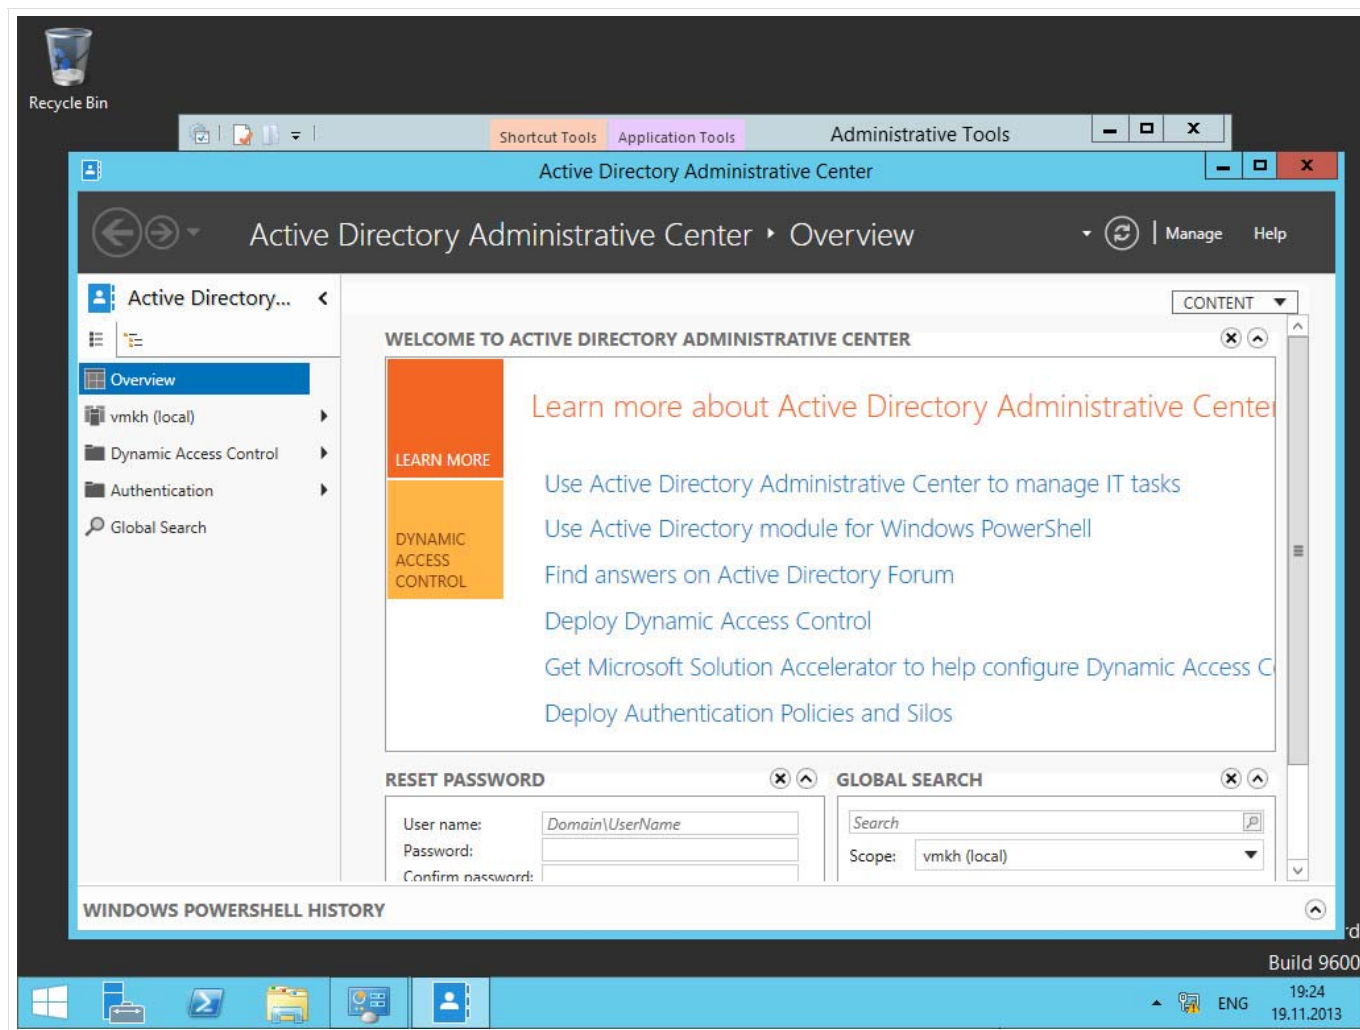 Recycle Bin
Shortcut Tools Application Tools Administrative Tools
Active Directory Administrative Center
Active Directory Administrative Center ‣ Overview | Manage Help
Active Directory...
CONTENT
WELCOME TO ACTIVE DIRECTORY ADMINISTRATIVE CENTER
Overview
vmkh (local)
Dynamic Access Control
Authentication
Global Search
LEARN MORE
DYNAMIC
ACCESS
CONTROL
Learn more about Active Directory Administrative Center
Use Active Directory Administrative Center to manage IT tasks
Use Active Directory module for Windows PowerShell
Find answers on Active Directory Forum
Deploy Dynamic Access Control
Get Microsoft Solution Accelerator to help configure Dynamic Access C
Deploy Authentication Policies and Silos
RESET PASSWORD
User name: Domain\UserName
Password:
Confirm password:
GLOBAL SEARCH
Search
Scope: vmkh (local)
WINDOWS POWERSHELL HISTORY
rd
Build 9600
ENG
19:24
19.11.2013